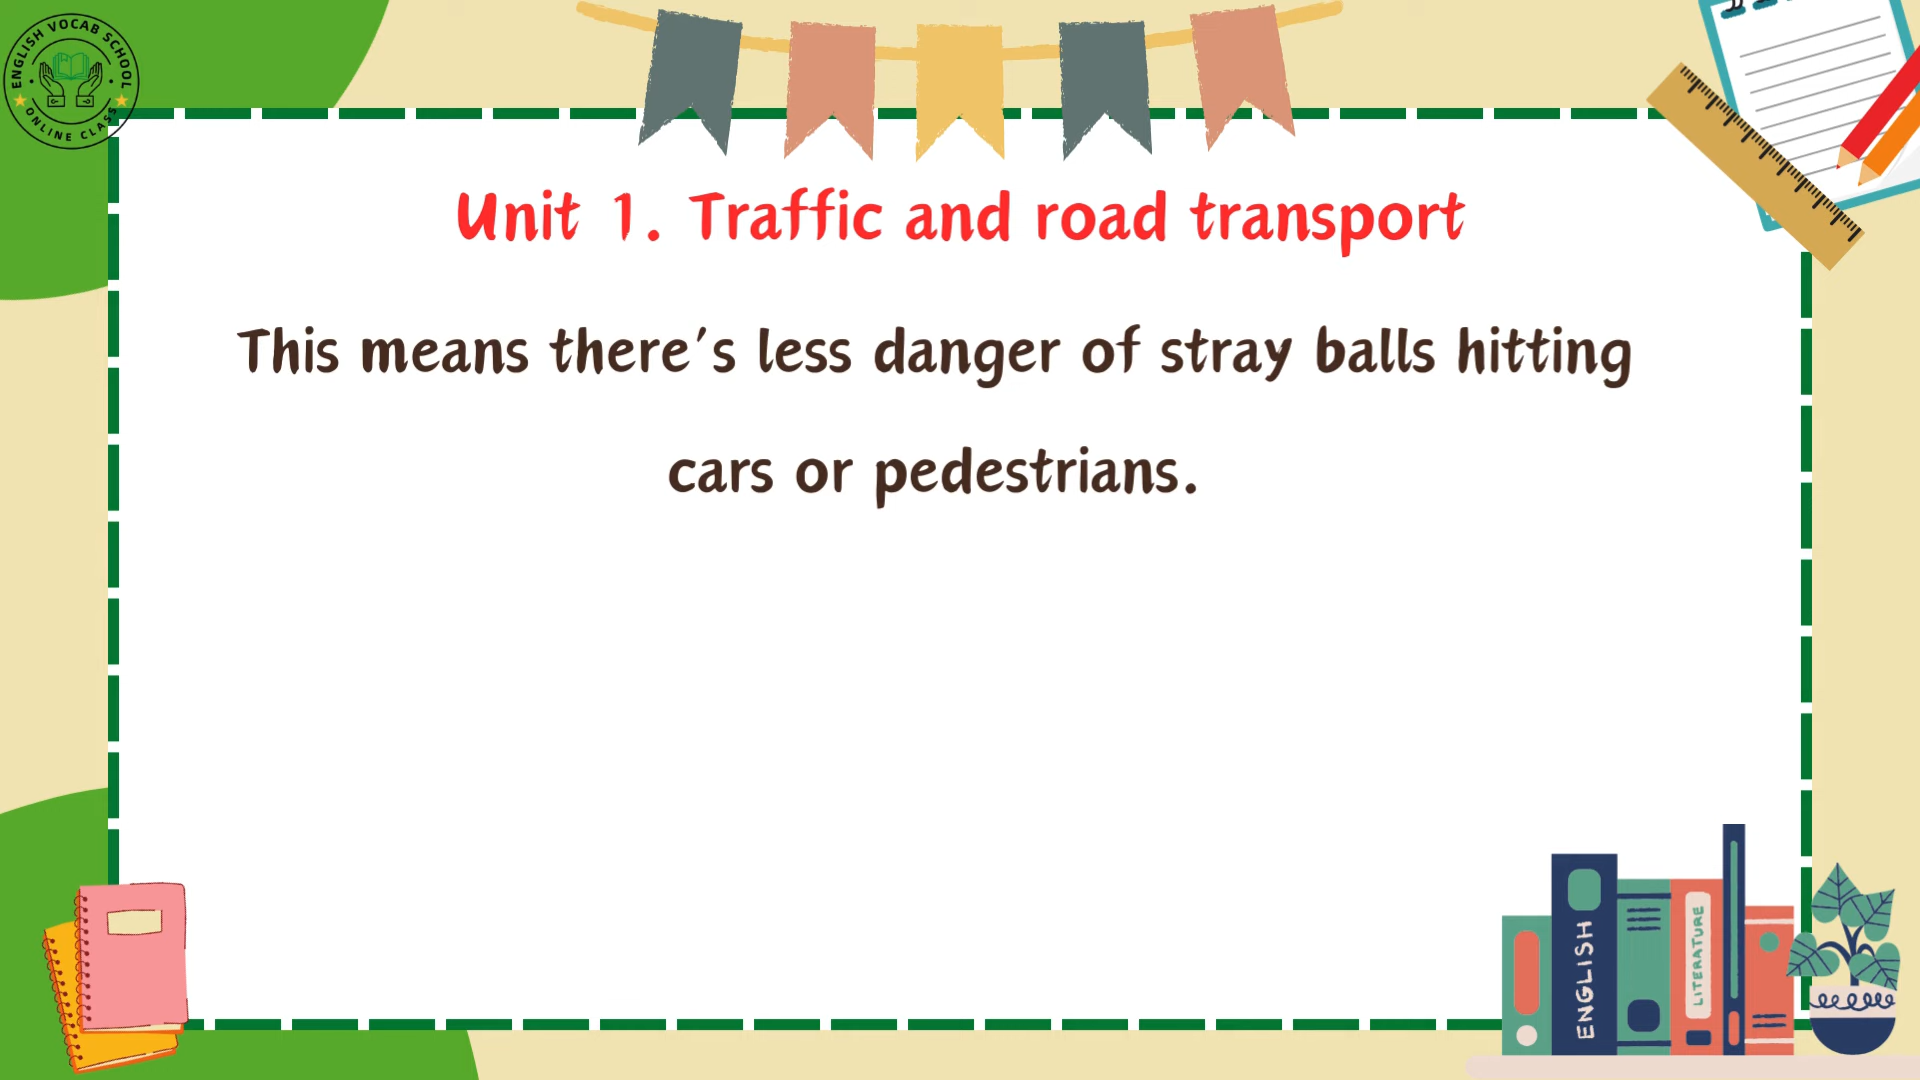 ENGLISH VOCAB SCHOOL
ONLINE CLASS
Unit 1. Traffic and road transport
This means there's less danger of stray balls hitting
cars or pedestrians.
ENGLISH
LITERATURE